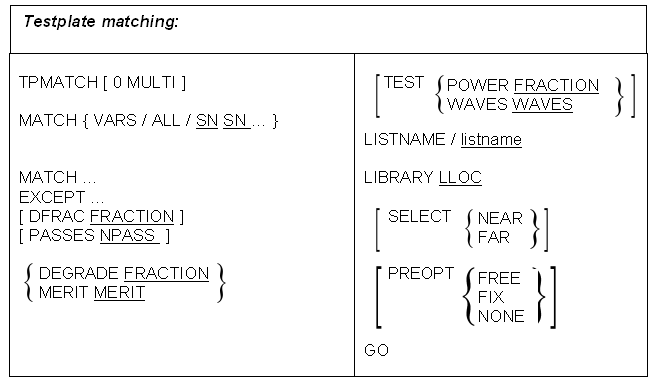 Testplate matching:
TPMATCH [ 0 MULTI ]
MATCH { VARS / ALL / SN SN ... }
MATCH ...
EXCEPT ...
[ DFRAC FRACTION ]
[ PASSES NPASS ]
{ DEGRADE FRACTION
MERIT MERIT }
[ TEST { POWER FRACTION
WAVES WAVES } ]
LISTNAME / listname
LIBRARY LLOC
[ SELECT { NEAR
FAR } ]
[ PREOPT { FREE
FIX
NONE } ]
GO